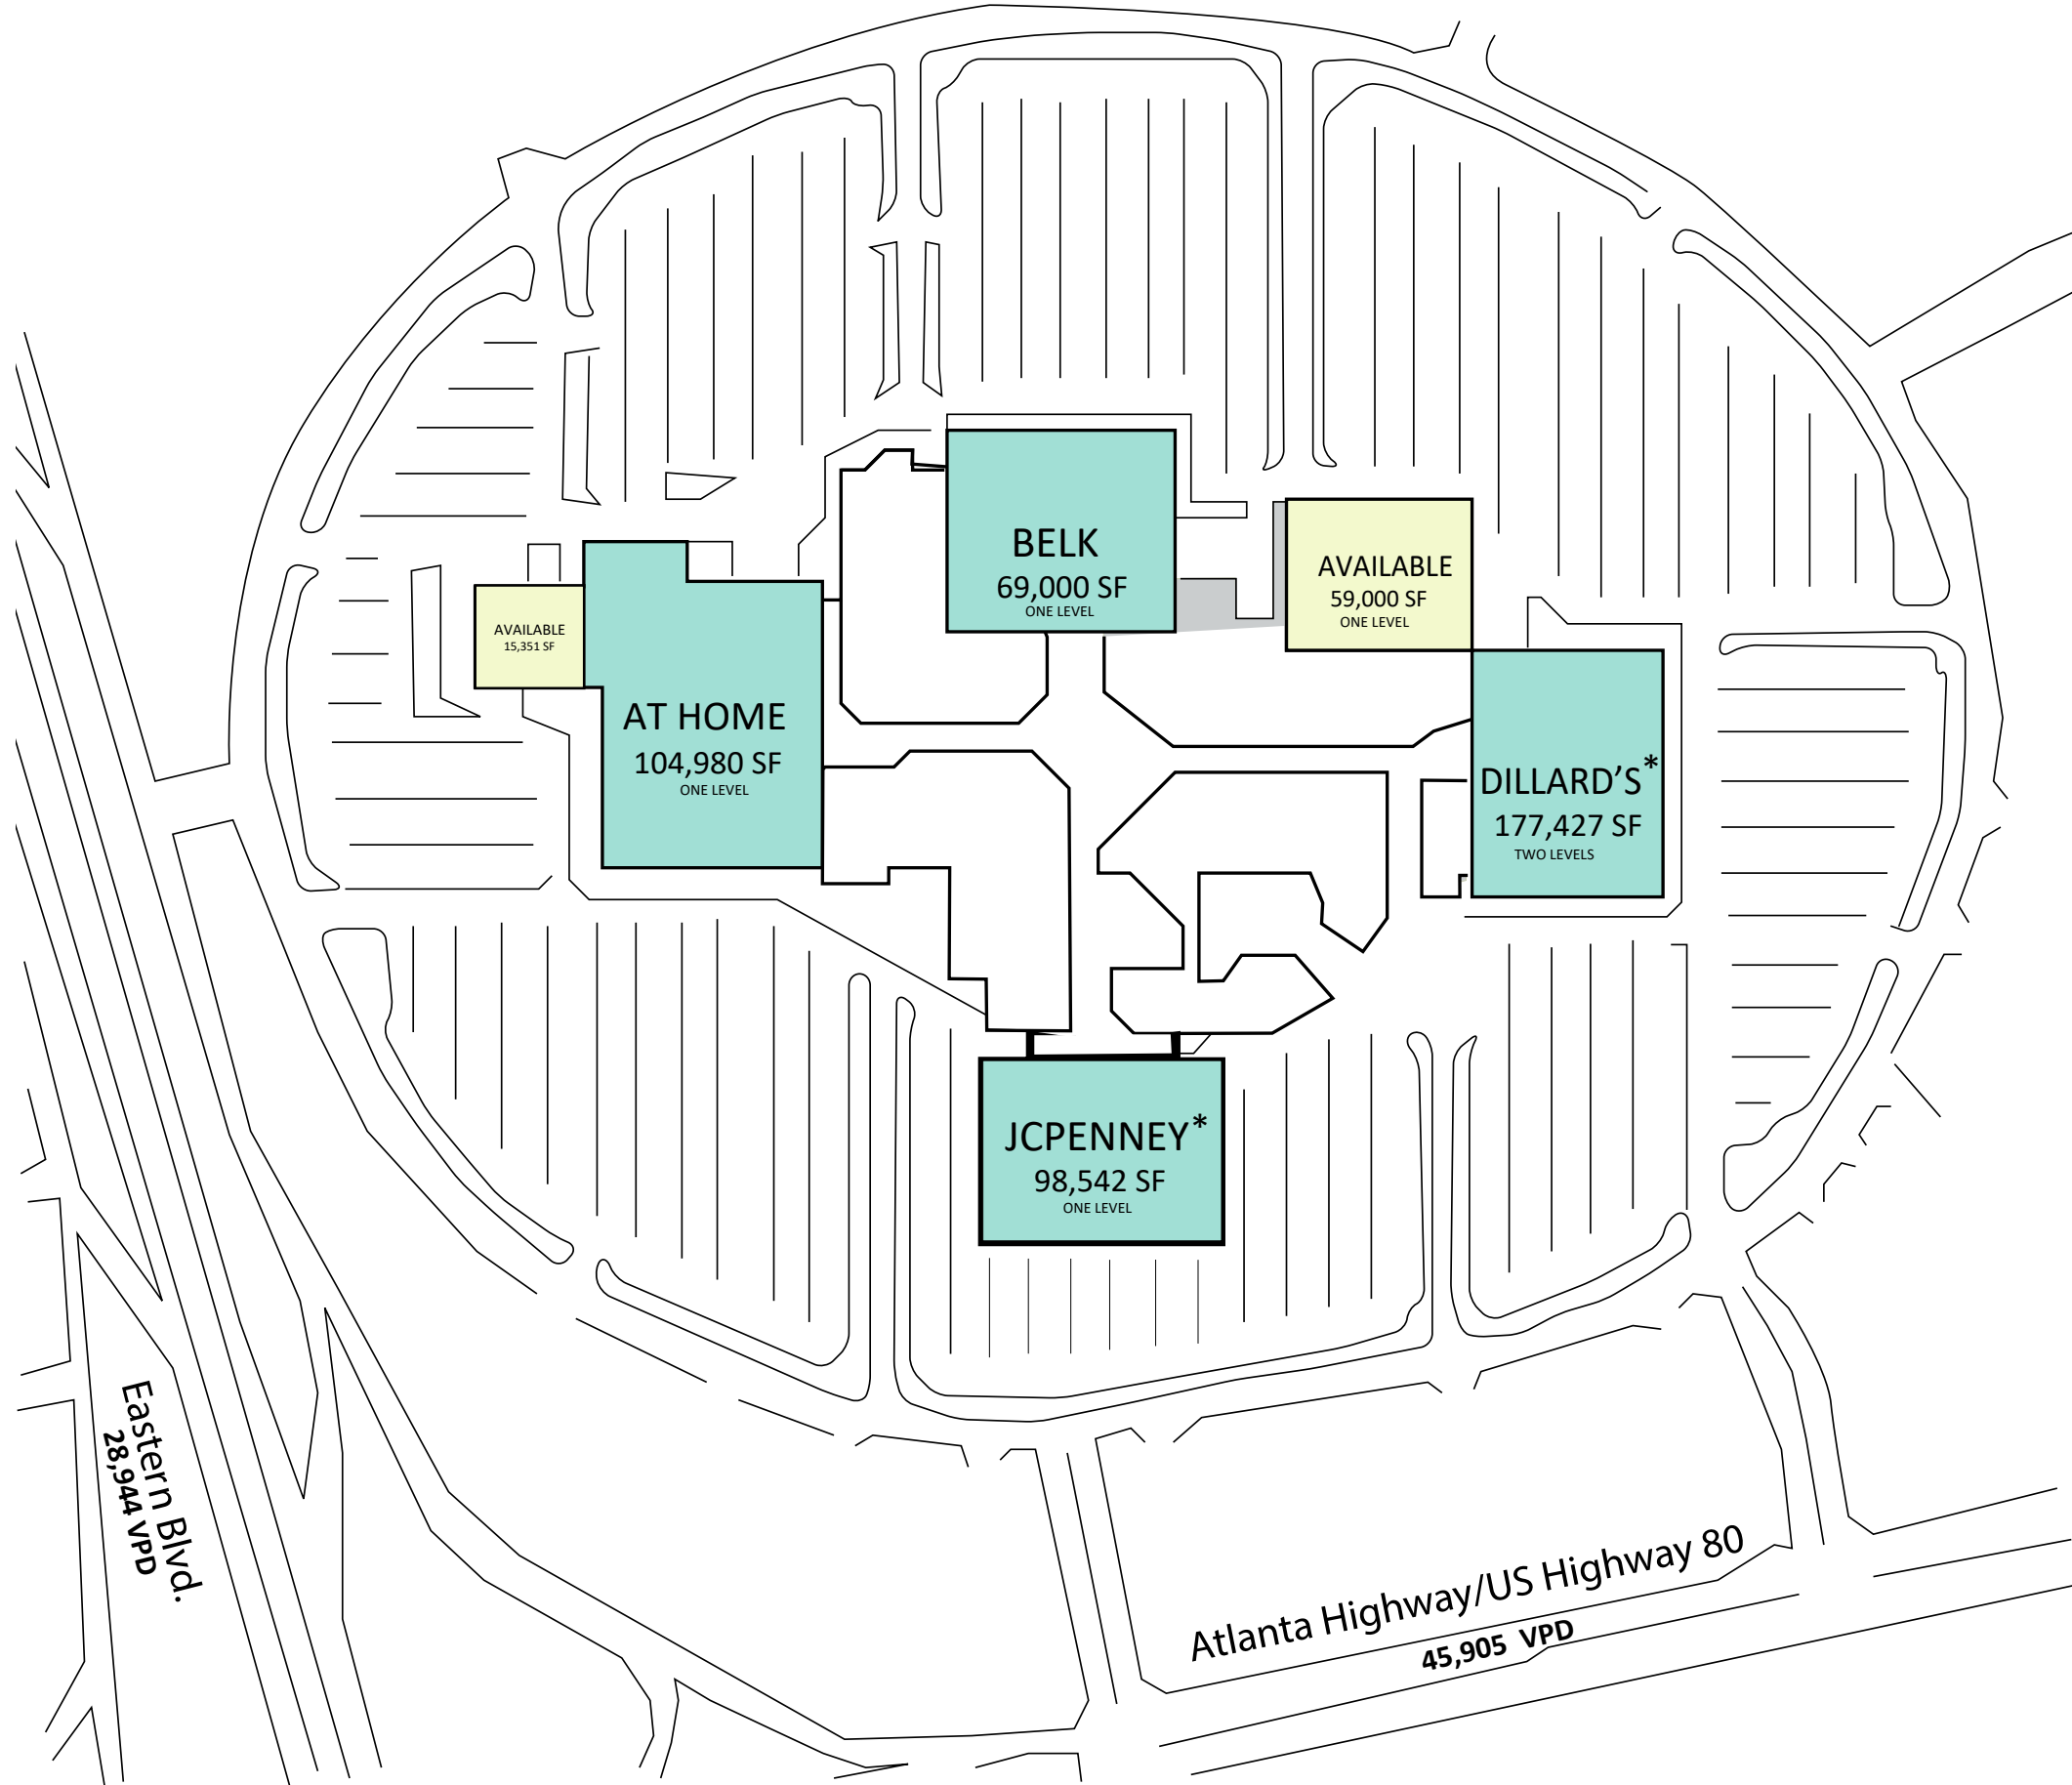 BELK
69,000 SF
ONE LEVEL
AVAILABLE
59,000 SF
ONE LEVEL
AVAILABLE
15,351 SF
AT HOME
104,980 SF
ONE LEVEL
DILLARD’S*
177,427 SF
TWO LEVELS
JCPENNEY*
98,542 SF
ONE LEVEL
Eastern Blvd.
28,944 VPD
Atlanta Highway/US Highway 80
45,905 VPD